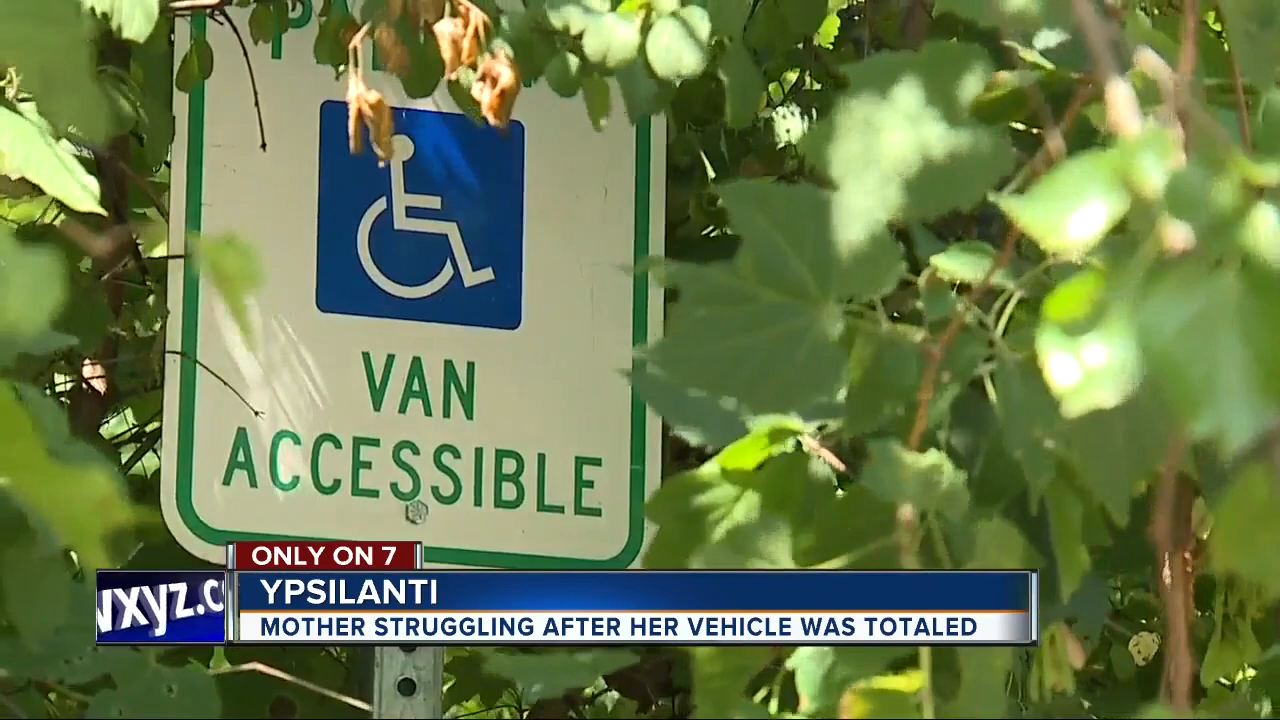 VAN
ACCESSIBLE
ONLY ON 7
YPSILANTI
MOTHER STRUGGLING AFTER HER VEHICLE WAS TOTALED